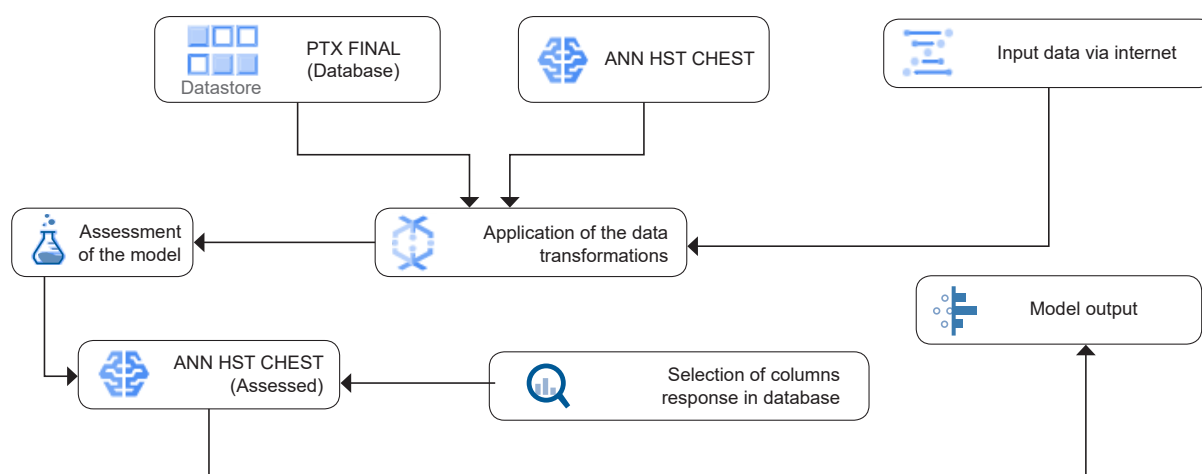 PTX FINAL
(Database)
Datastore
ANN HST CHEST
Input data via internet
Assessment
of the model
Application of the data
transformations
Model output
ANN HST CHEST
(Assessed)
Selection of columns
response in database